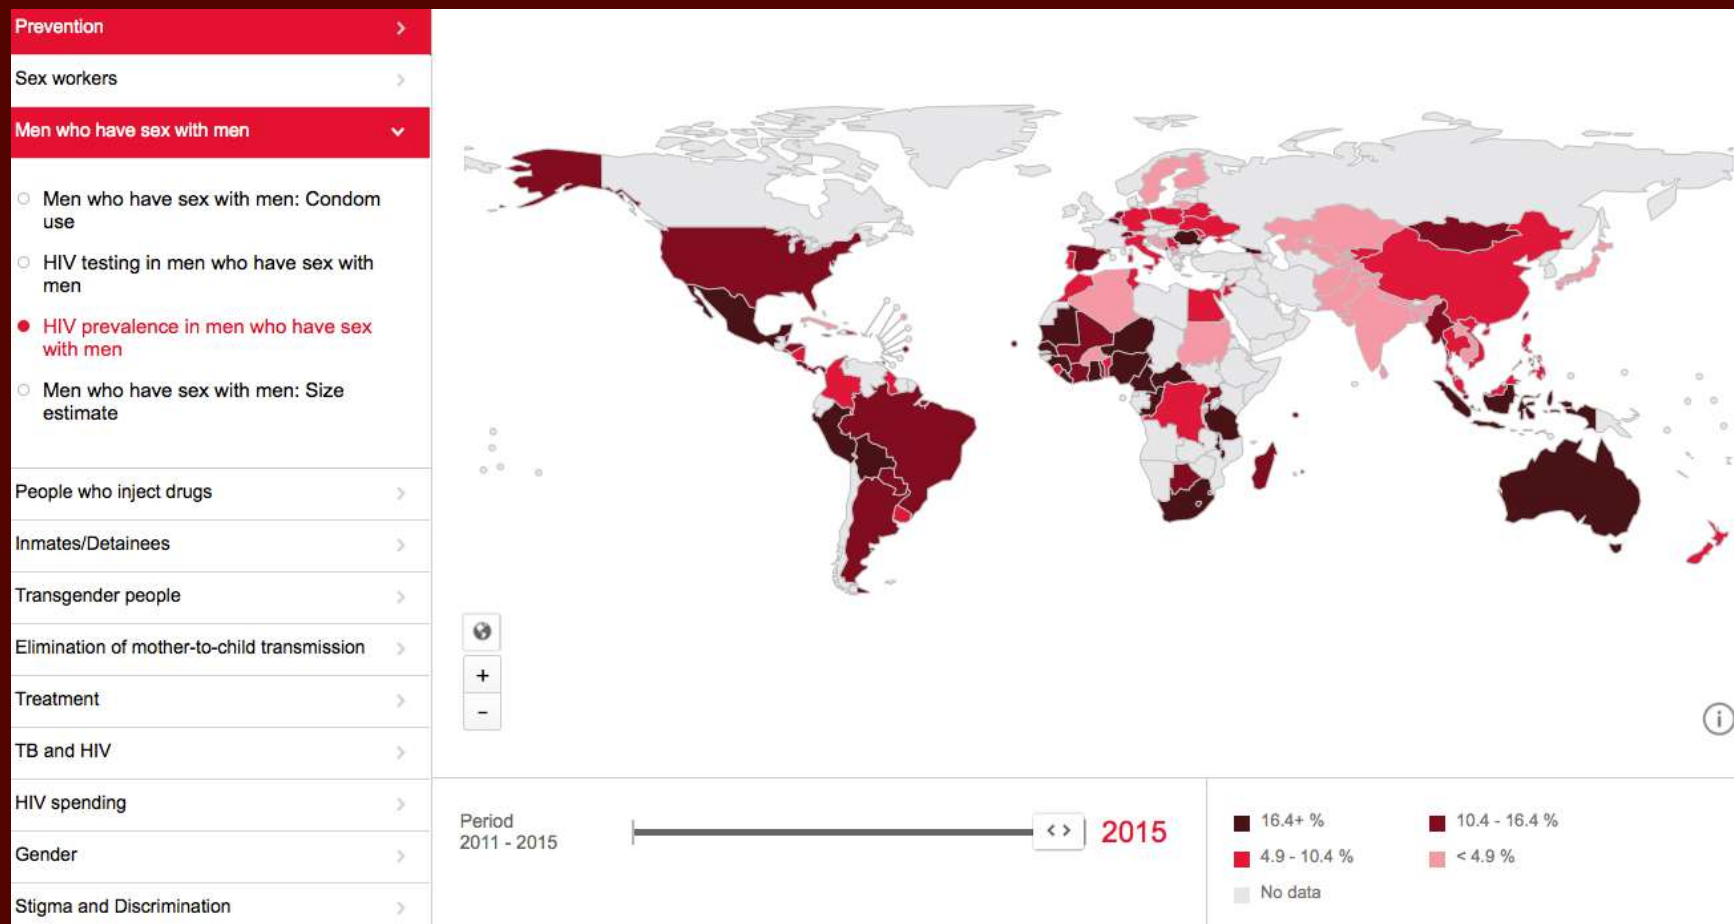 Prevention
Sex workers
Men who have sex with men
Men who have sex with men: Condom
use
HIV testing in men who have sex with
men
HIV prevalence in men who have sex
with men
Men who have sex with men: Size
estimate
People who inject drugs
Inmates/Detainees
Transgender people
Elimination of mother-to-child transmission
Treatment
TB and HIV
HIV spending
Gender
Stigma and Discrimination
+
-
i
Period
2011 - 2015
2015
16.4+ %
10.4 - 16.4 %
4.9 - 10.4 %
< 4.9 %
No data